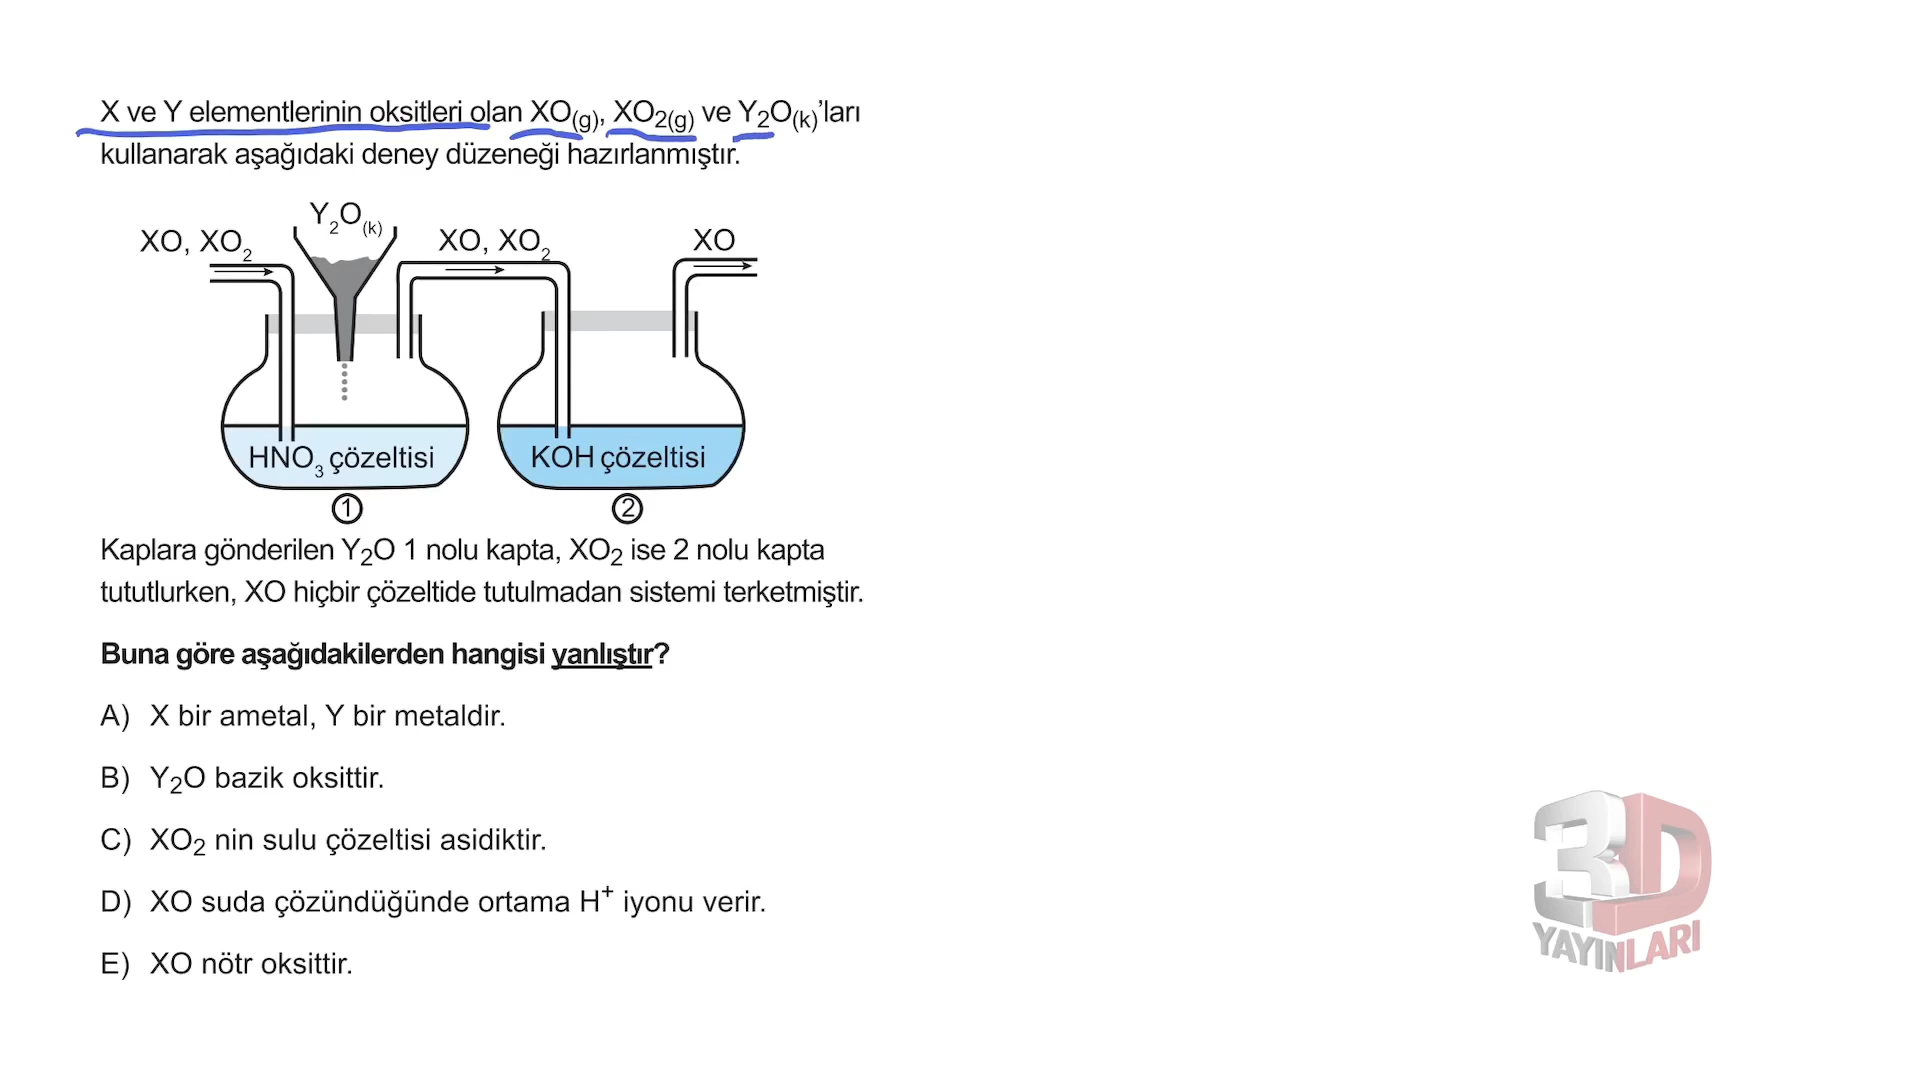 X ve Y elementlerinin oksitleri olan XO(g), XO2(g) ve Y2O(k)'ları
kullanarak aşağıdaki deney düzeneği hazırlanmıştır.
XO, XO2
Y2O(k)
XO, XO2
XO
HNO3 çözeltisi
KOH çözeltisi
1
2
Kaplara gönderilen Y2O 1 nolu kapta, XO2 ise 2 nolu kapta
tututlurken, XO hiçbir çözeltide tutulmadan sistemi terketmiştir.
Buna göre aşağıdakilerden hangisi yanlıştır?
A) X bir ametal, Y bir metaldir.
B) Y2O bazik oksittir.
C) XO2 nin sulu çözeltisi asidiktir.
D) XO suda çözündüğünde ortama H+ iyonu verir.
E) XO nötr oksittir.
3D
YAYINLARI